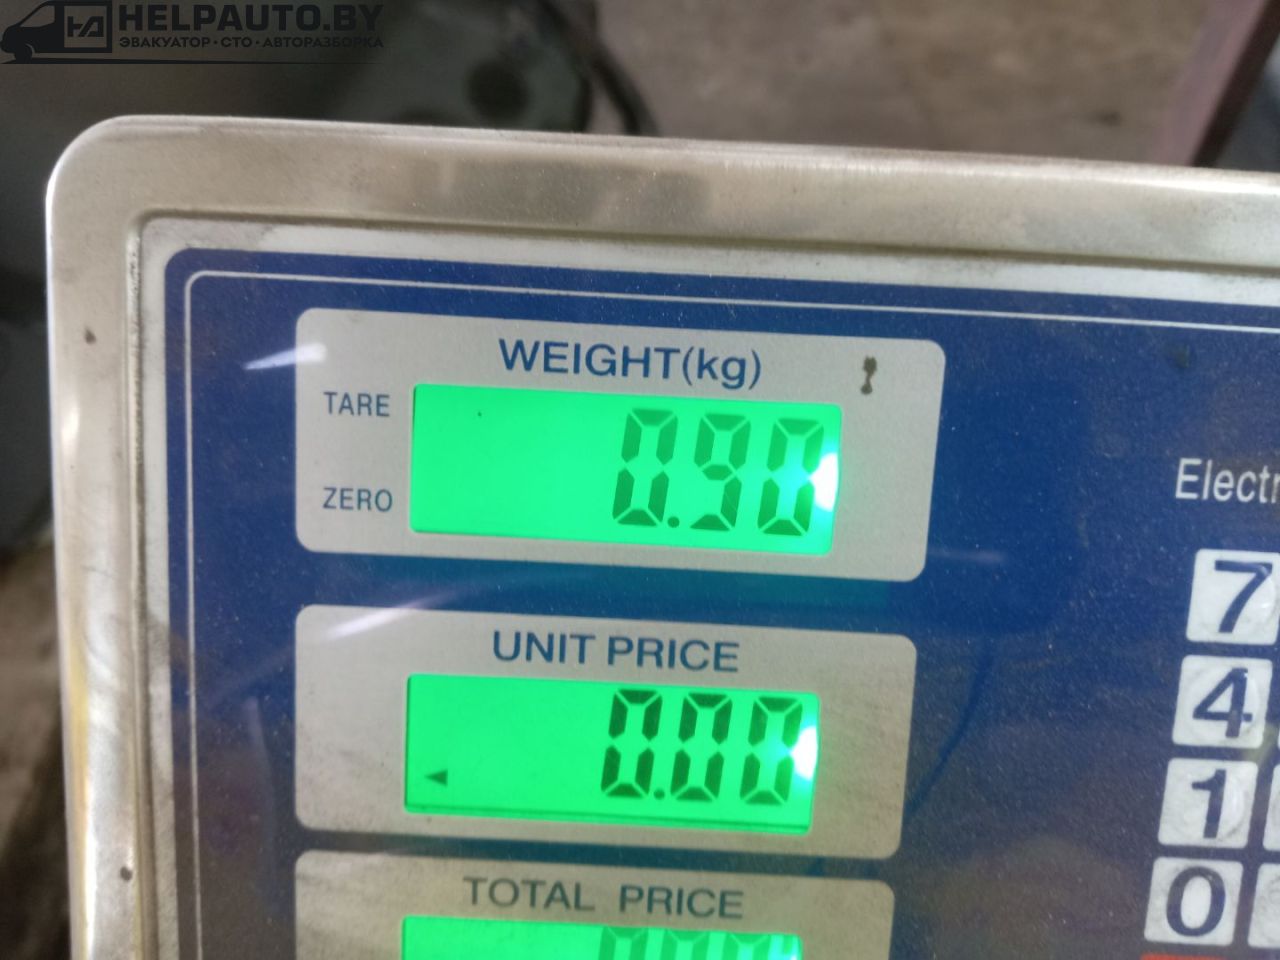 HELPAUTO.BY
ЭВАКУАТОР·СТО·АВТОРАЗБОРКА
WEIGHT(kg)
TARE
0.90
ZERO
Electr
7
UNIT PRICE
4
0.00
1
TOTAL PRICE
0